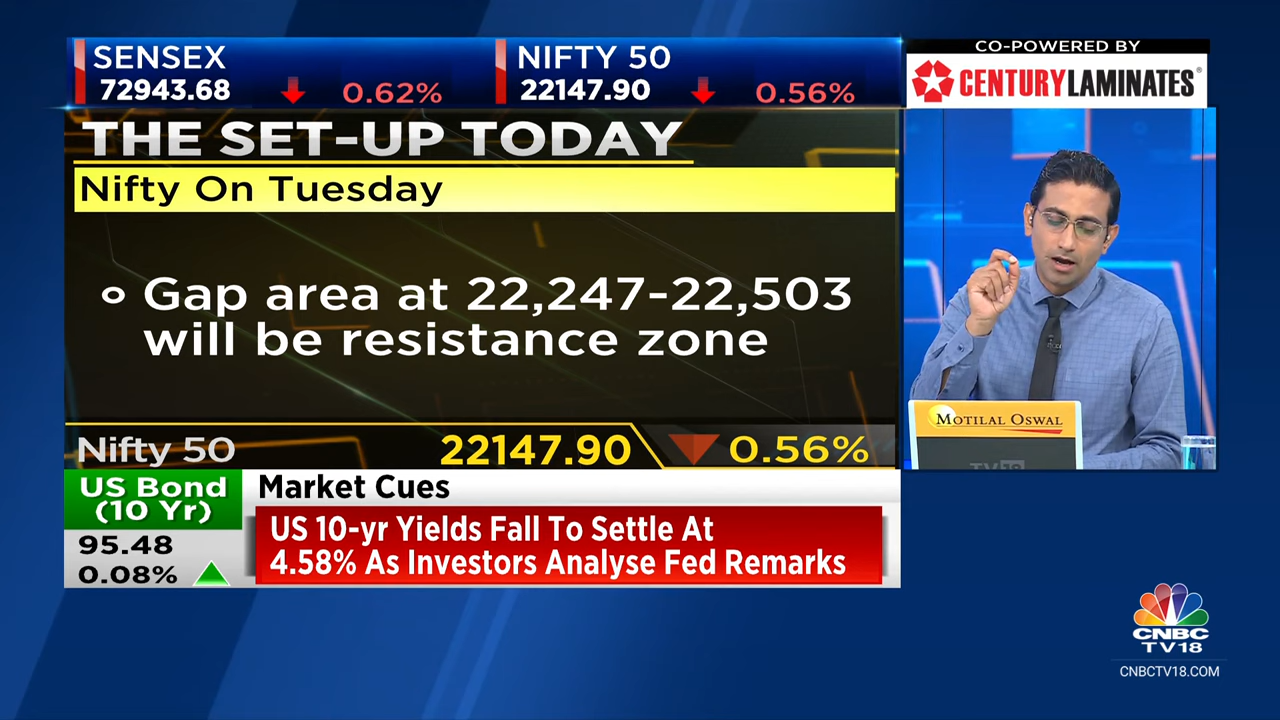 SENSEX
72943.68 0.62%
NIFTY 50
22147.90 0.56%
CO-POWERED BY
CENTURYLAMINATES®
THE SET-UP TODAY
Nifty On Tuesday
Gap area at 22,247-22,503
will be resistance zone
Nifty 50 22147.90 0.56%
MOTILAL OSWAL
TV18
US Bond
(10 Yr)
95.48
0.08%
Market Cues
US 10-yr Yields Fall To Settle At
4.58% As Investors Analyse Fed Remarks
CNBC
TV18
CNBCTV18.COM